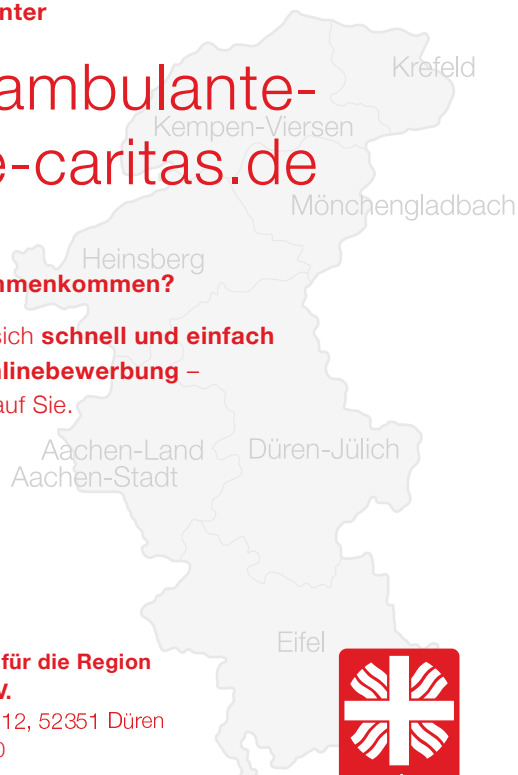 nter
ambulante-
e-caritas.de
Krefeld
Kempen-Viersen
Mönchengladbach
Heinsberg
mmenkommen?
sich schnell und einfach
nlinebewerbung –
auf Sie.
Aachen-Land
Aachen-Stadt
Düren-Jülich
Eifel
für die Region
V.
12, 52351 Düren
0